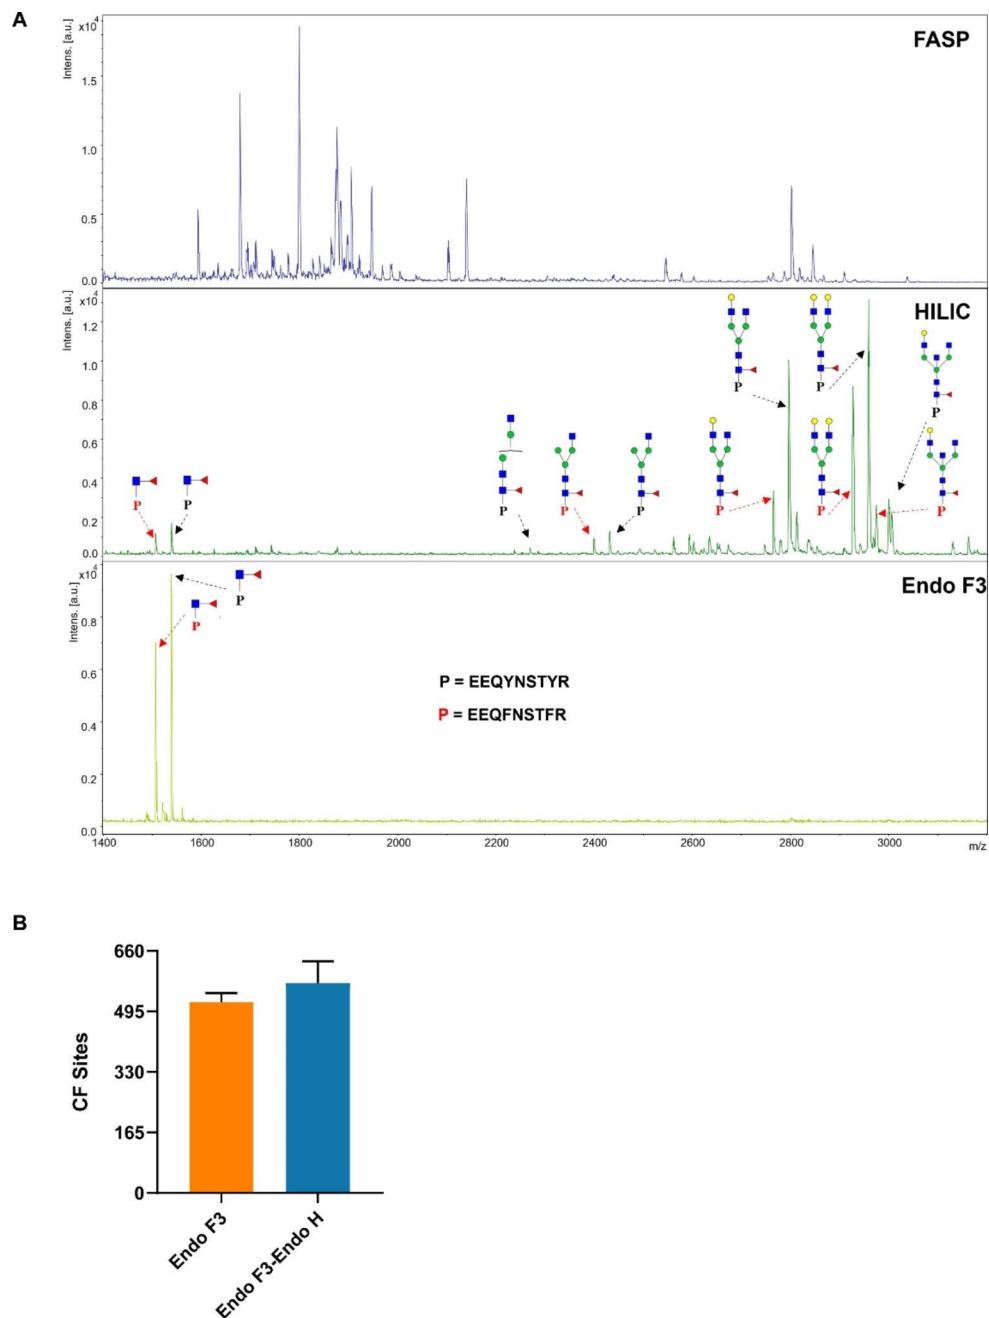 A
x10⁴
Intens. [a.u.]
FASP
1.5
1.0
0.5
0.0
x10⁴
Intens. [a.u.]
HILIC
1.2
1.0
0.8
0.6
0.4
0.2
0.0
P P P P P P P P P P P
x10⁴
Intens. [a.u.]
Endo F3
0.8
0.6
0.4
0.2
0.0
P P
P = EEQYNSTYR
P = EEQFNSTFR
1400 1600 1800 2000 2200 2400 2600 2800 3000 m/z
B
CF Sites
660
495
330
165
0
Endo F3
Endo F3-Endo H